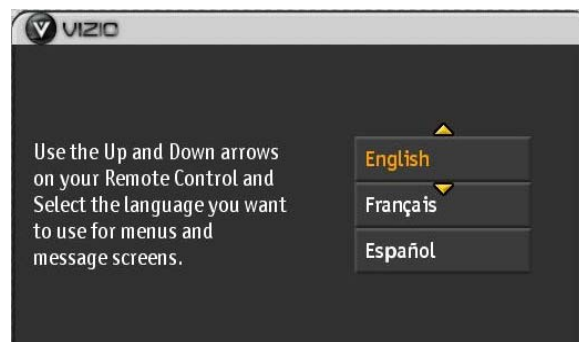 VIZIO
Use the Up and Down arrows
on your Remote Control and
Select the language you want
to use for menus and
message screens.
English
Français
Español